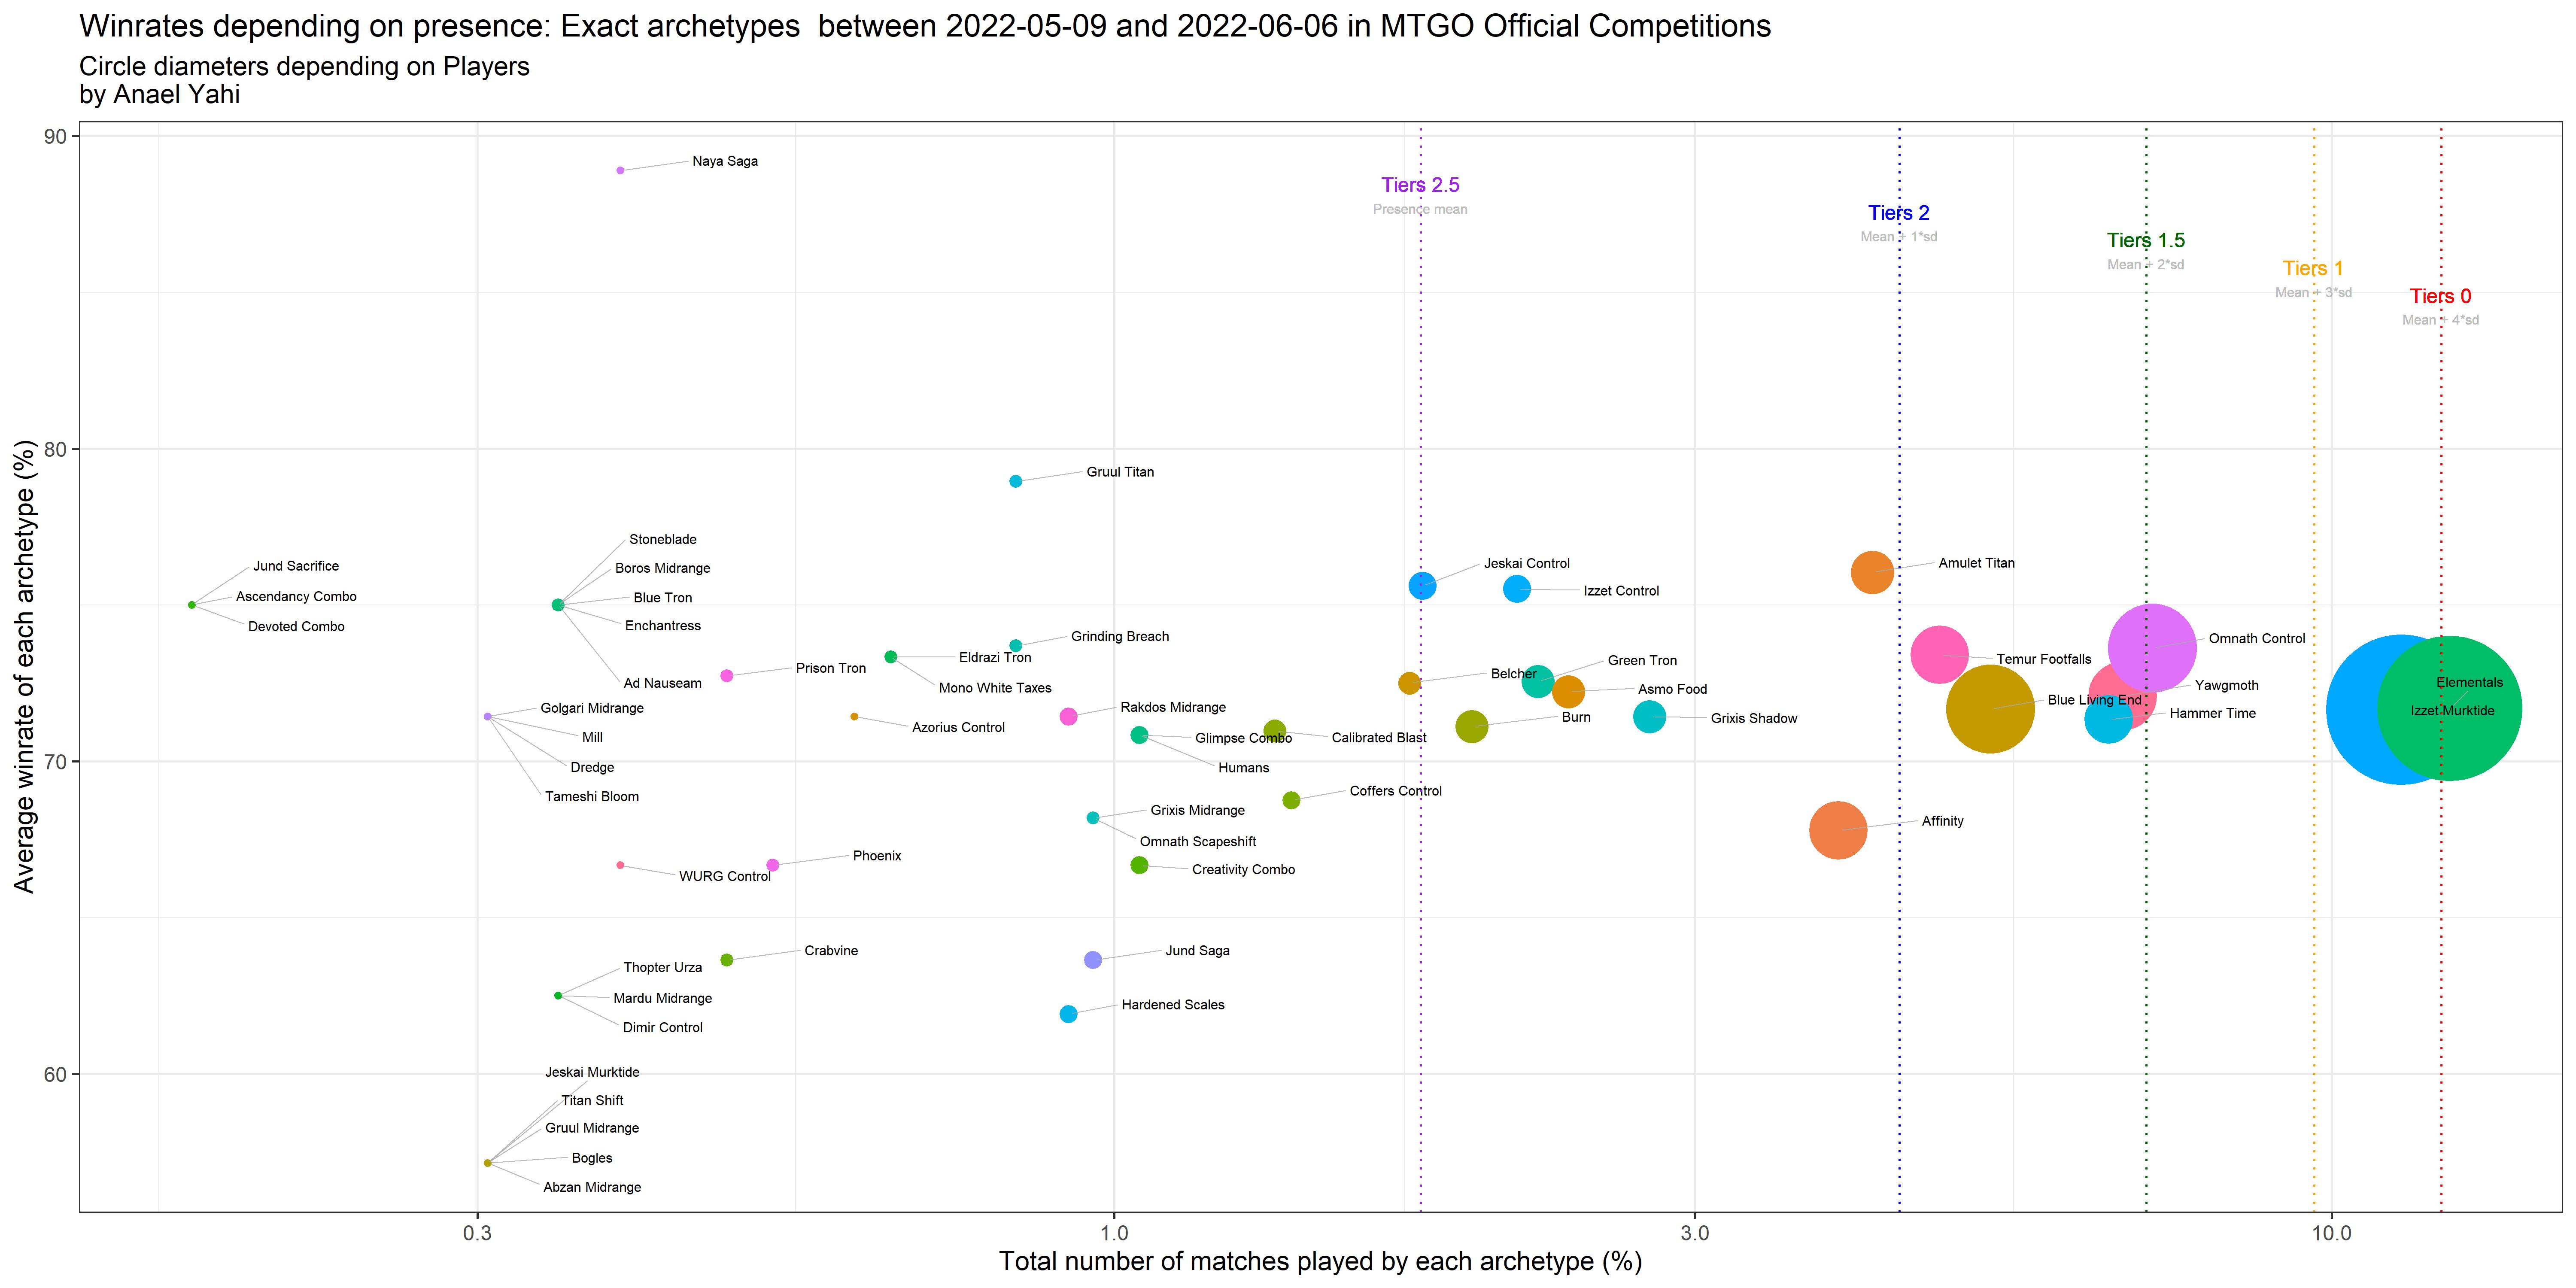 Winrates depending on presence: Exact archetypes  between 2022-05-09 and 2022-06-06 in MTGO Official Competitions
Circle diameters depending on Players
by Anael Yahi
90
80
70
60
Average winrate of each archetype (%)
Naya Saga
Tiers 2.5
Presence mean
Tiers 2
Mean + 1*sd
Tiers 1.5
Mean + 2*sd
Tiers 1
Mean + 3*sd
Tiers 0
Mean + 4*sd
Gruul Titan
Stoneblade
Boros Midrange
Blue Tron
Enchantress
Ad Nauseam
Jund Sacrifice
Ascendancy Combo
Devoted Combo
Jeskai Control
Izzet Control
Amulet Titan
Grinding Breach
Eldrazi Tron
Mono White Taxes
Prison Tron
Omnath Control
Temur Footfalls
Green Tron
Belcher
Asmo Food
Yawgmoth
Blue Living End
Hammer Time
Elementals
Izzet Murktide
Golgari Midrange
Mill
Dredge
Tameshi Bloom
Azorius Control
Rakdos Midrange
Glimpse Combo
Humans
Calibrated Blast
Burn
Grixis Shadow
Coffers Control
Grixis Midrange
Omnath Scapeshift
Creativity Combo
Affinity
Phoenix
WURG Control
Crabvine
Jund Saga
Thopter Urza
Mardu Midrange
Dimir Control
Hardened Scales
Jeskai Murktide
Titan Shift
Gruul Midrange
Bogles
Abzan Midrange
0.3
1.0
3.0
10.0
Total number of matches played by each archetype (%)